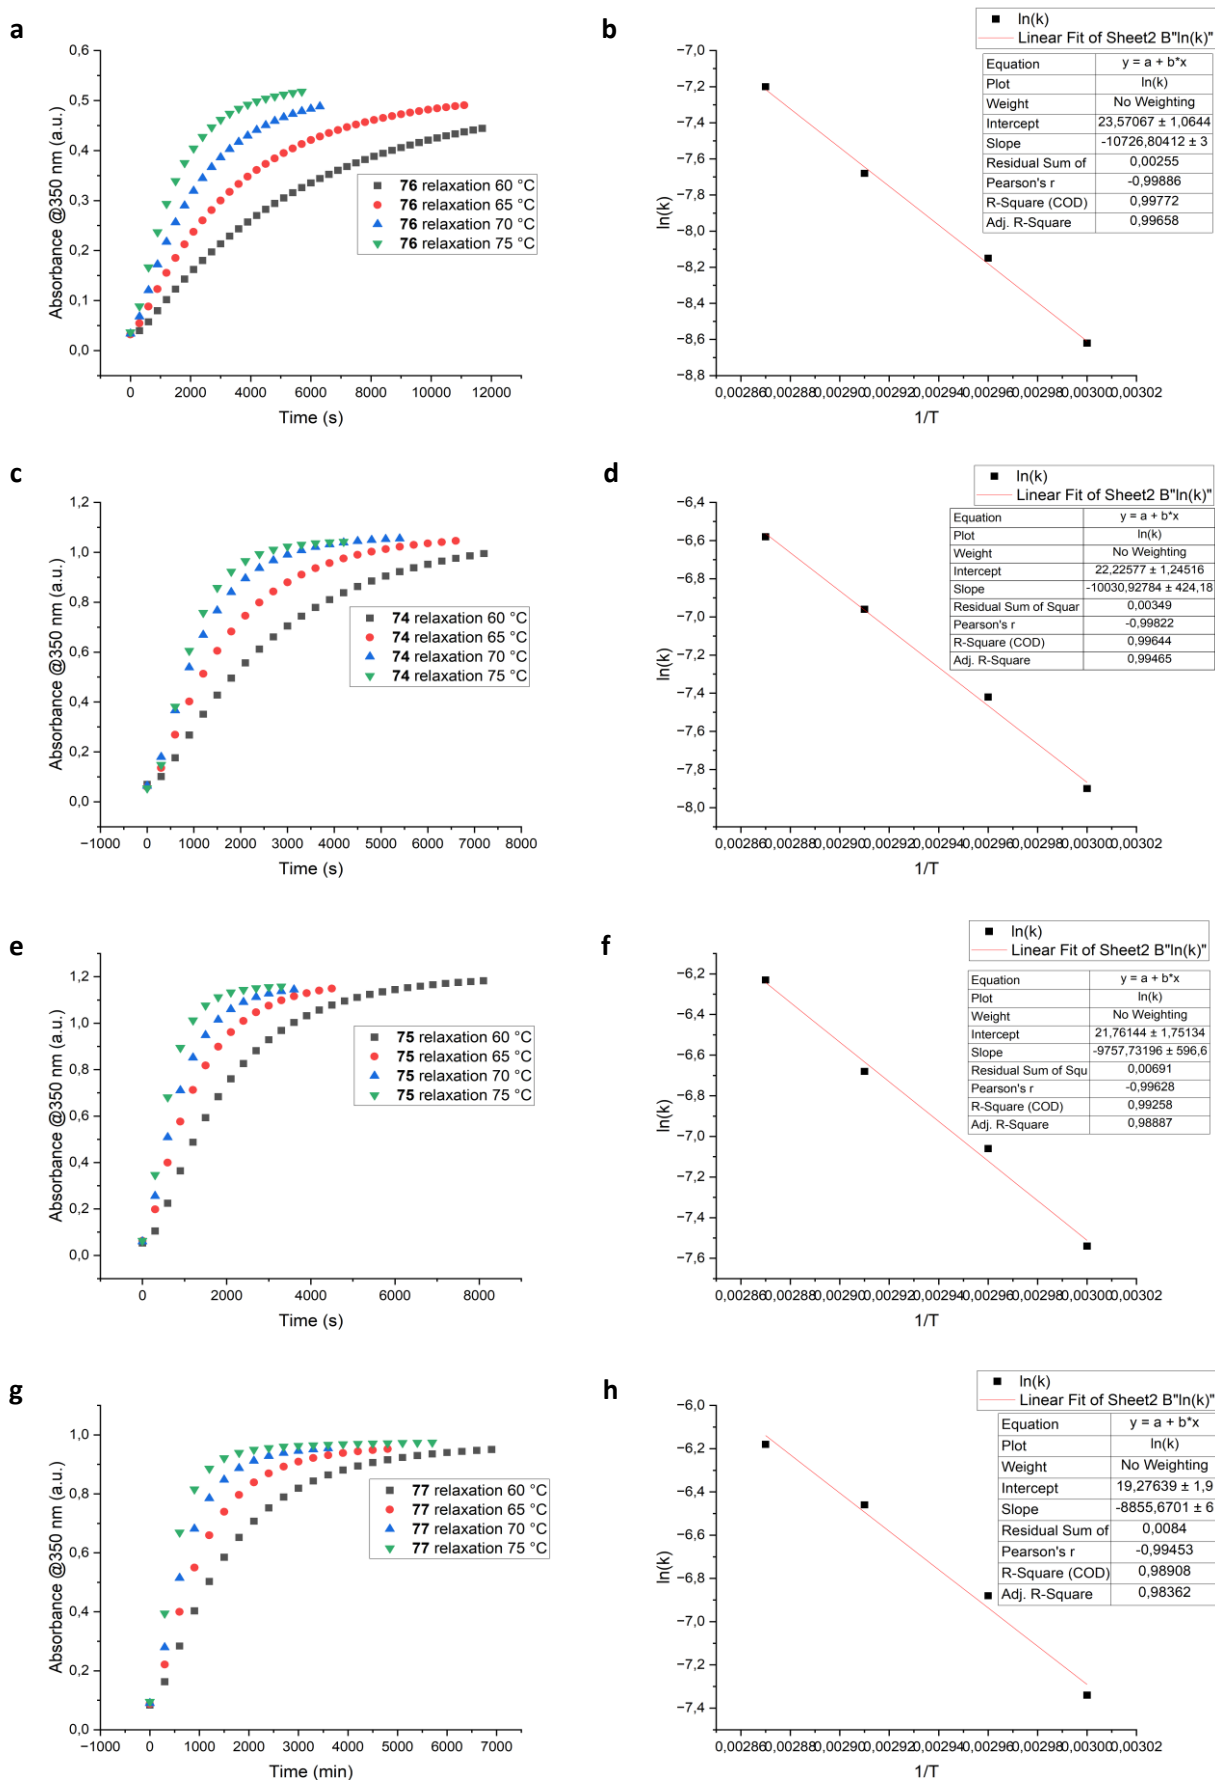 a
0,6
0,5
0,4
0,3
0,2
0,1
0,0
Absorbance @350 nm (a.u.)
76 relaxation 60 °C
76 relaxation 65 °C
76 relaxation 70 °C
76 relaxation 75 °C
0 2000 4000 6000 8000 10000 12000
Time (s)
b
ln(k)
Linear Fit of Sheet2 B"ln(k)"
Equation y = a + b*x
Plot ln(k)
Weight No Weighting
Intercept 23,57067 ± 1,0644
Slope -10726,80412 ± 3
Residual Sum of 0,00255
Pearson's r -0,99886
R-Square (COD) 0,99772
Adj. R-Square 0,99658
−7,0
−7,2
−7,4
−7,6
−7,8
−8,0
−8,2
−8,4
−8,6
−8,8
ln(k)
0,00286 0,00288 0,00290 0,00292 0,00294 0,00296 0,00298 0,00300 0,00302
1/T
c
1,2
1,0
0,8
0,6
0,4
0,2
0,0
Absorbance @350 nm (a.u.)
74 relaxation 60 °C
74 relaxation 65 °C
74 relaxation 70 °C
74 relaxation 75 °C
−1000 0 1000 2000 3000 4000 5000 6000 7000 8000
Time (s)
d
ln(k)
Linear Fit of Sheet2 B"ln(k)"
Equation y = a + b*x
Plot ln(k)
Weight No Weighting
Intercept 22,22577 ± 1,24516
Slope -10030,92784 ± 424,18
Residual Sum of Squar 0,00349
Pearson's r -0,99822
R-Square (COD) 0,99644
Adj. R-Square 0,99465
−6,4
−6,6
−6,8
−7,0
−7,2
−7,4
−7,6
−7,8
−8,0
ln(k)
0,00286 0,00288 0,00290 0,00292 0,00294 0,00296 0,00298 0,00300 0,00302
1/T
e
1,2
1,0
0,8
0,6
0,4
0,2
0,0
Absorbance @350 nm (a.u.)
75 relaxation 60 °C
75 relaxation 65 °C
75 relaxation 70 °C
75 relaxation 75 °C
0 2000 4000 6000 8000
Time (s)
f
ln(k)
Linear Fit of Sheet2 B"ln(k)"
Equation y = a + b*x
Plot ln(k)
Weight No Weighting
Intercept 21,76144 ± 1,75134
Slope -9757,73196 ± 596,6
Residual Sum of Squ 0,00691
Pearson's r -0,99628
R-Square (COD) 0,99258
Adj. R-Square 0,98887
−6,2
−6,4
−6,6
−6,8
−7,0
−7,2
−7,4
−7,6
ln(k)
0,00286 0,00288 0,00290 0,00292 0,00294 0,00296 0,00298 0,00300 0,00302
1/T
g
1,0
0,8
0,6
0,4
0,2
0,0
Absorbance @350 nm (a.u.)
77 relaxation 60 °C
77 relaxation 65 °C
77 relaxation 70 °C
77 relaxation 75 °C
−1000 0 1000 2000 3000 4000 5000 6000 7000
Time (min)
h
ln(k)
Linear Fit of Sheet2 B"ln(k)"
Equation y = a + b*x
Plot ln(k)
Weight No Weighting
Intercept 19,27639 ± 1,9
Slope -8855,6701 ± 6
Residual Sum of 0,0084
Pearson's r -0,99453
R-Square (COD) 0,98908
Adj. R-Square 0,98362
−6,0
−6,2
−6,4
−6,6
−6,8
−7,0
−7,2
−7,4
ln(k)
0,00286 0,00288 0,00290 0,00292 0,00294 0,00296 0,00298 0,00300 0,00302
1/T